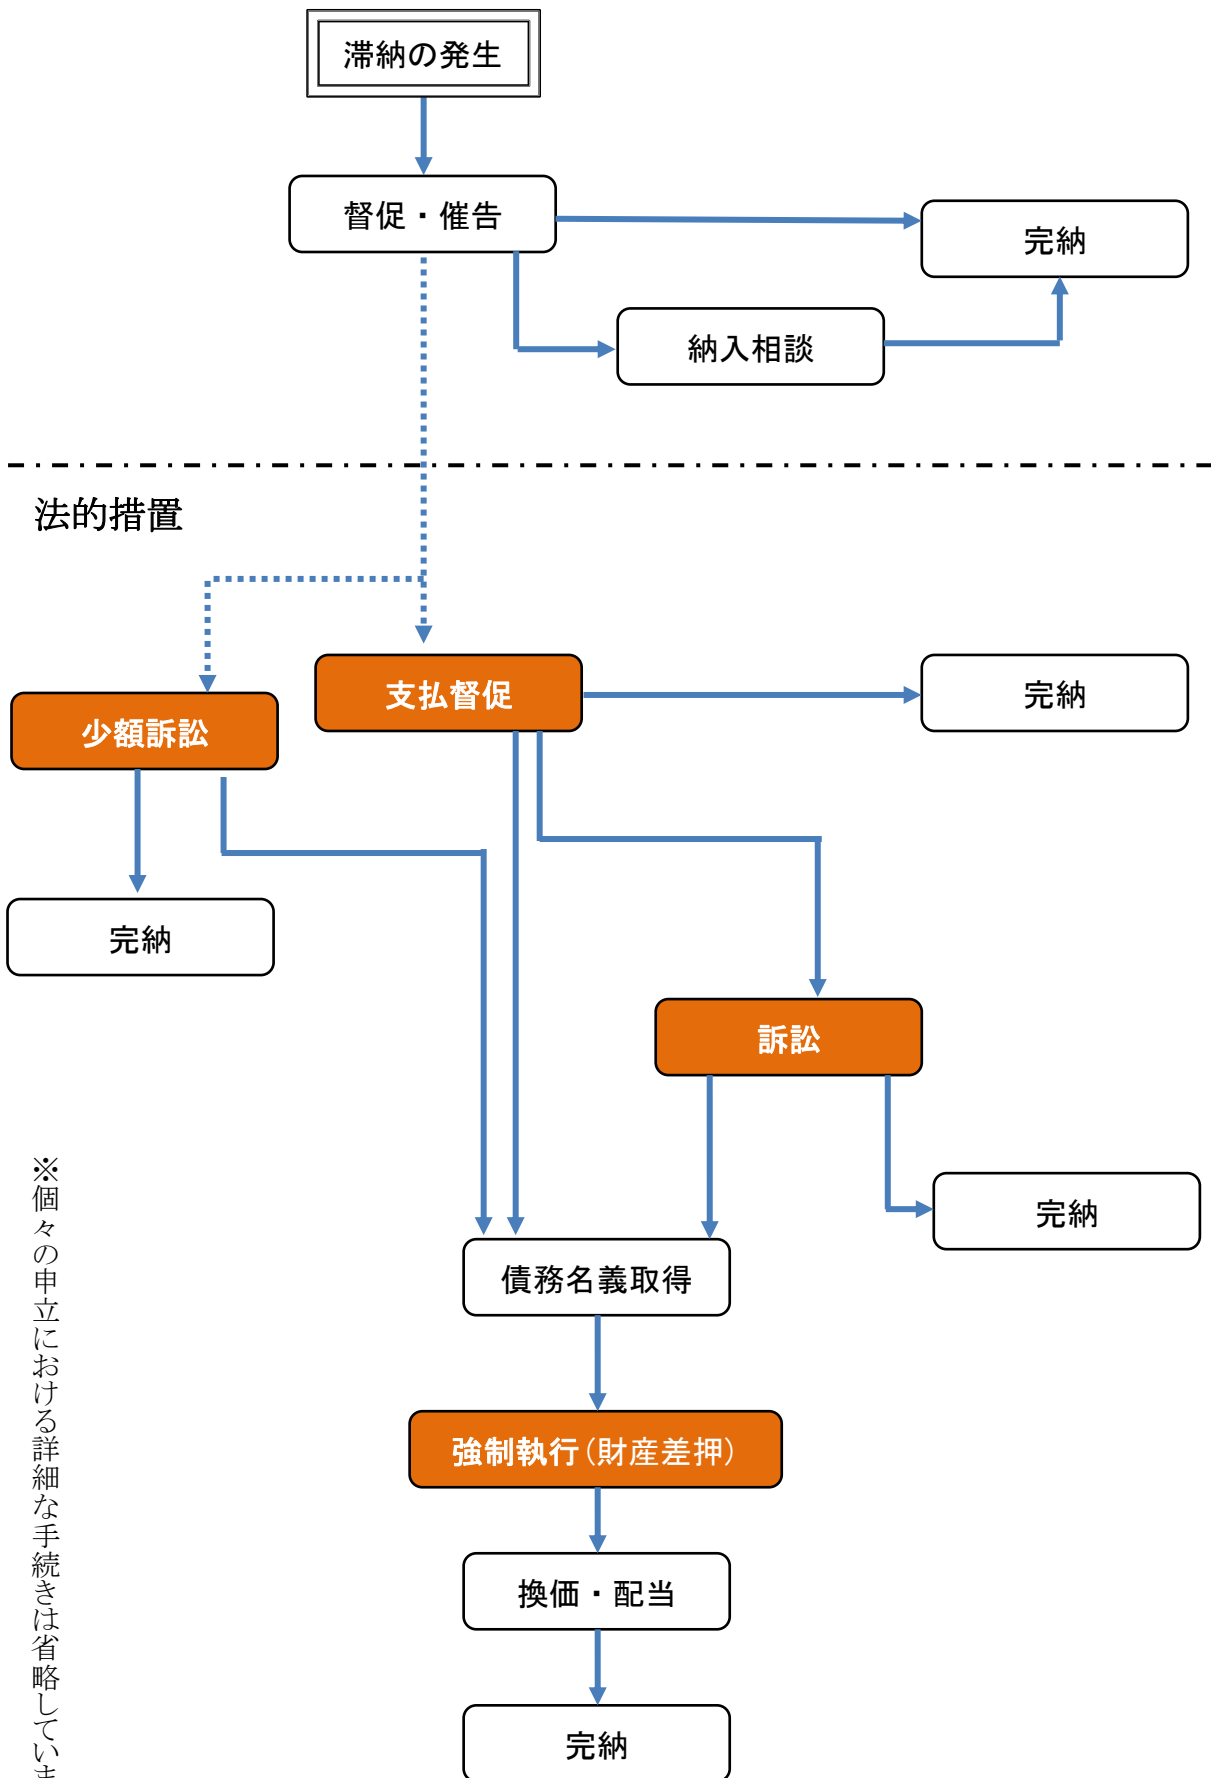 滞納の発生
督促・催告
完納
納入相談
法的措置
支払督促
完納
少額訴訟
完納
訴訟
完納
債務名義取得
強制執行(財産差押)
換価・配当
完納
※個々の申立における詳細な手続きは省略していま